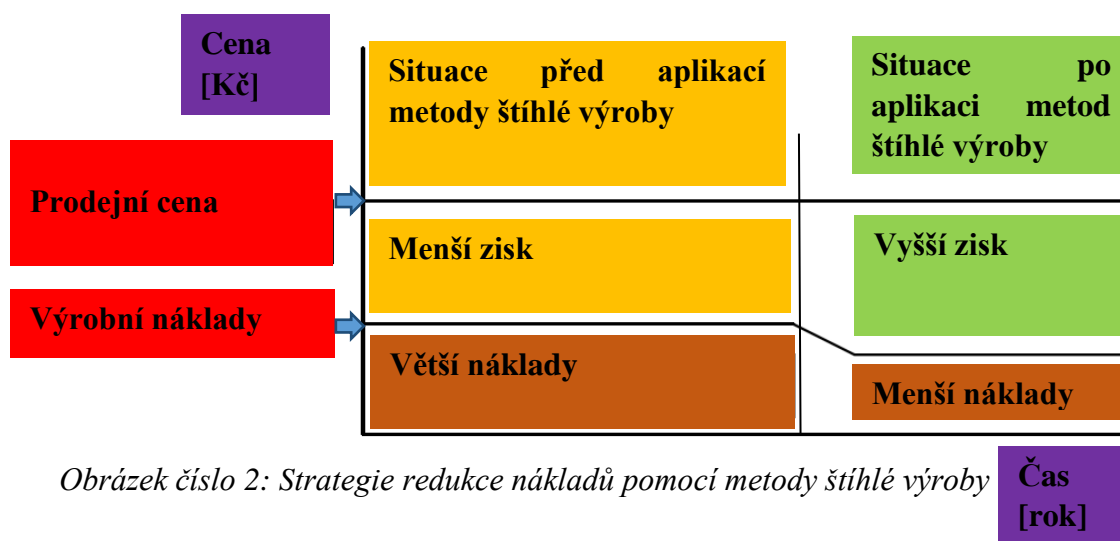 Cena
[Kč]
Situace před aplikací
metody štíhlé výroby
Situace po
aplikaci metod
štíhlé výroby
Prodejní cena
Menší zisk
Vyšší zisk
Výrobní náklady
Větší náklady
Menší náklady
Obrázek číslo 2: Strategie redukce nákladů pomocí metody štíhlé výroby
Čas
[rok]